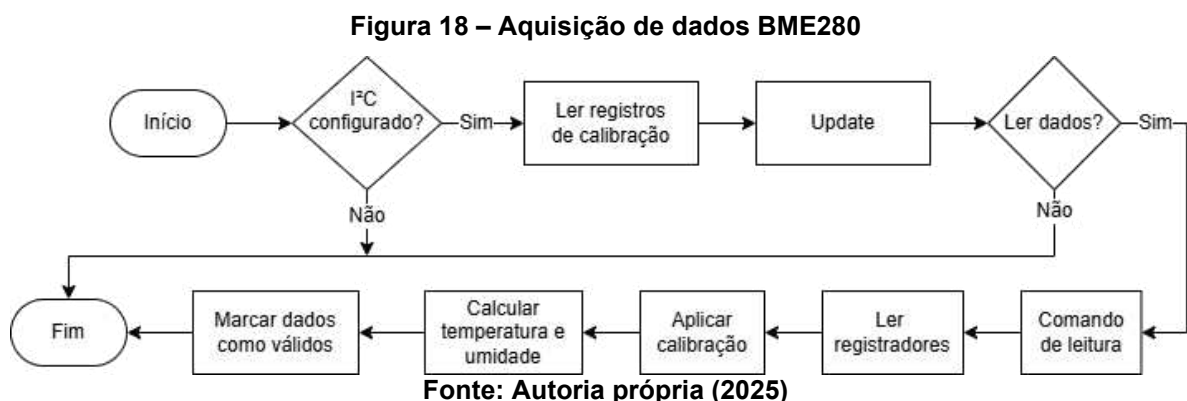 Figura 18 – Aquisição de dados BME280
Início
I²C
configurado?
Sim
Ler registros
de calibração
Update
Ler dados?
Sim
Não
Não
Comando
de leitura
Ler
registradores
Aplicar
calibração
Calcular
temperatura e
umidade
Marcar dados
como válidos
Fim
Fonte: Autoria própria (2025)